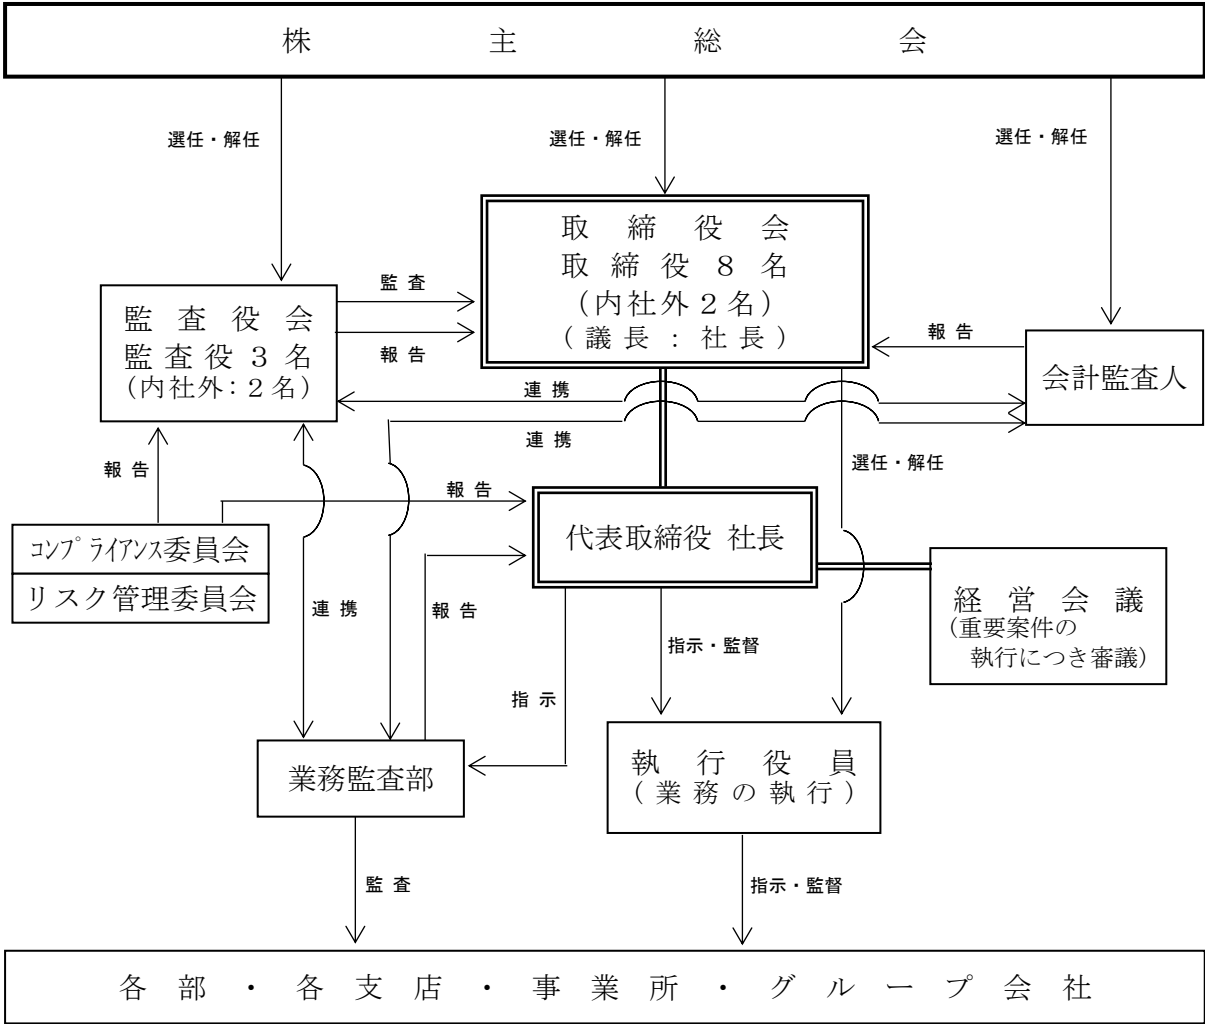 株主総会
選任・解任
選任・解任
選任・解任
取締役会
取締役８名
（内社外２名）
（議長：社長）
監査
報告
監査役会
監査役３名
（内社外：２名）
報告
会計監査人
連携
連携
報告
選任・解任
報告
代表取締役 社長
ｺﾝﾌﾟﾗｲｱﾝｽ委員会
リスク管理委員会
連携
報告
経営会議
（重要案件の
執行につき審議）
指示・監督
指示
業務監査部
執行役員
（業務の執行）
監査
指示・監督
各部・各支店・事業所・グループ会社